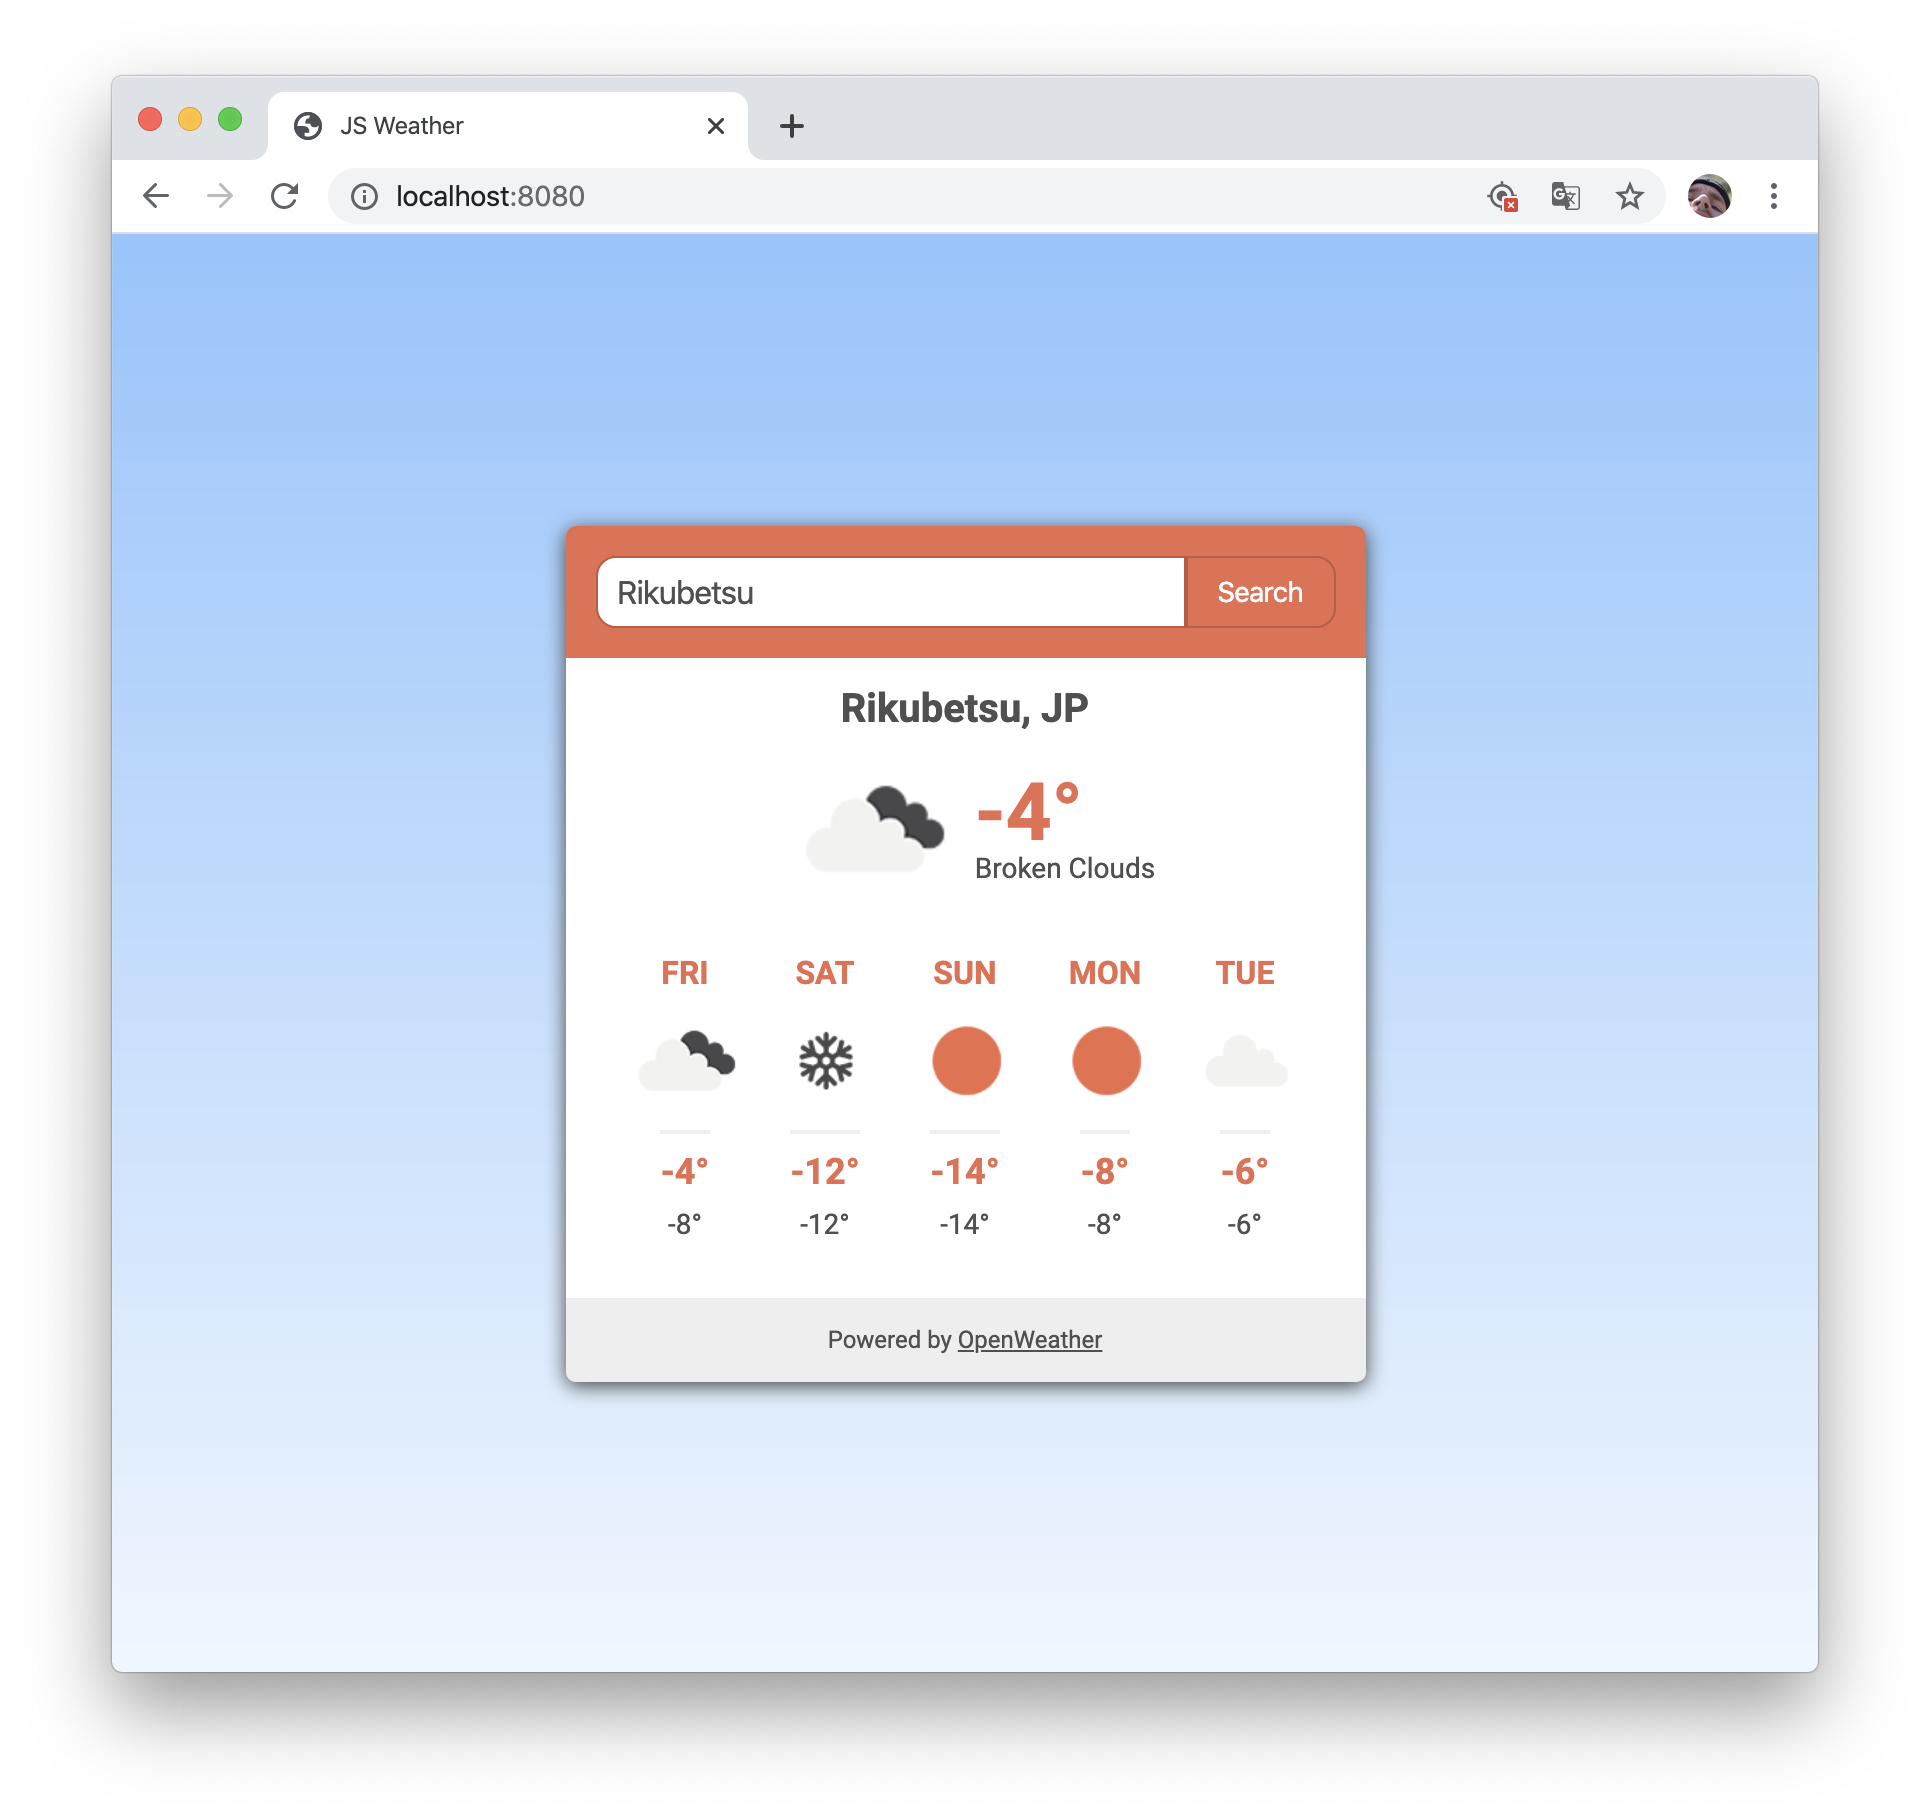 JS Weather
localhost:8080
Rikubetsu
Search
Rikubetsu, JP
-4°
Broken Clouds
FRI SAT SUN MON TUE
-4° -12° -14° -8° -6°
-8° -12° -14° -8° -6°
Powered by OpenWeather